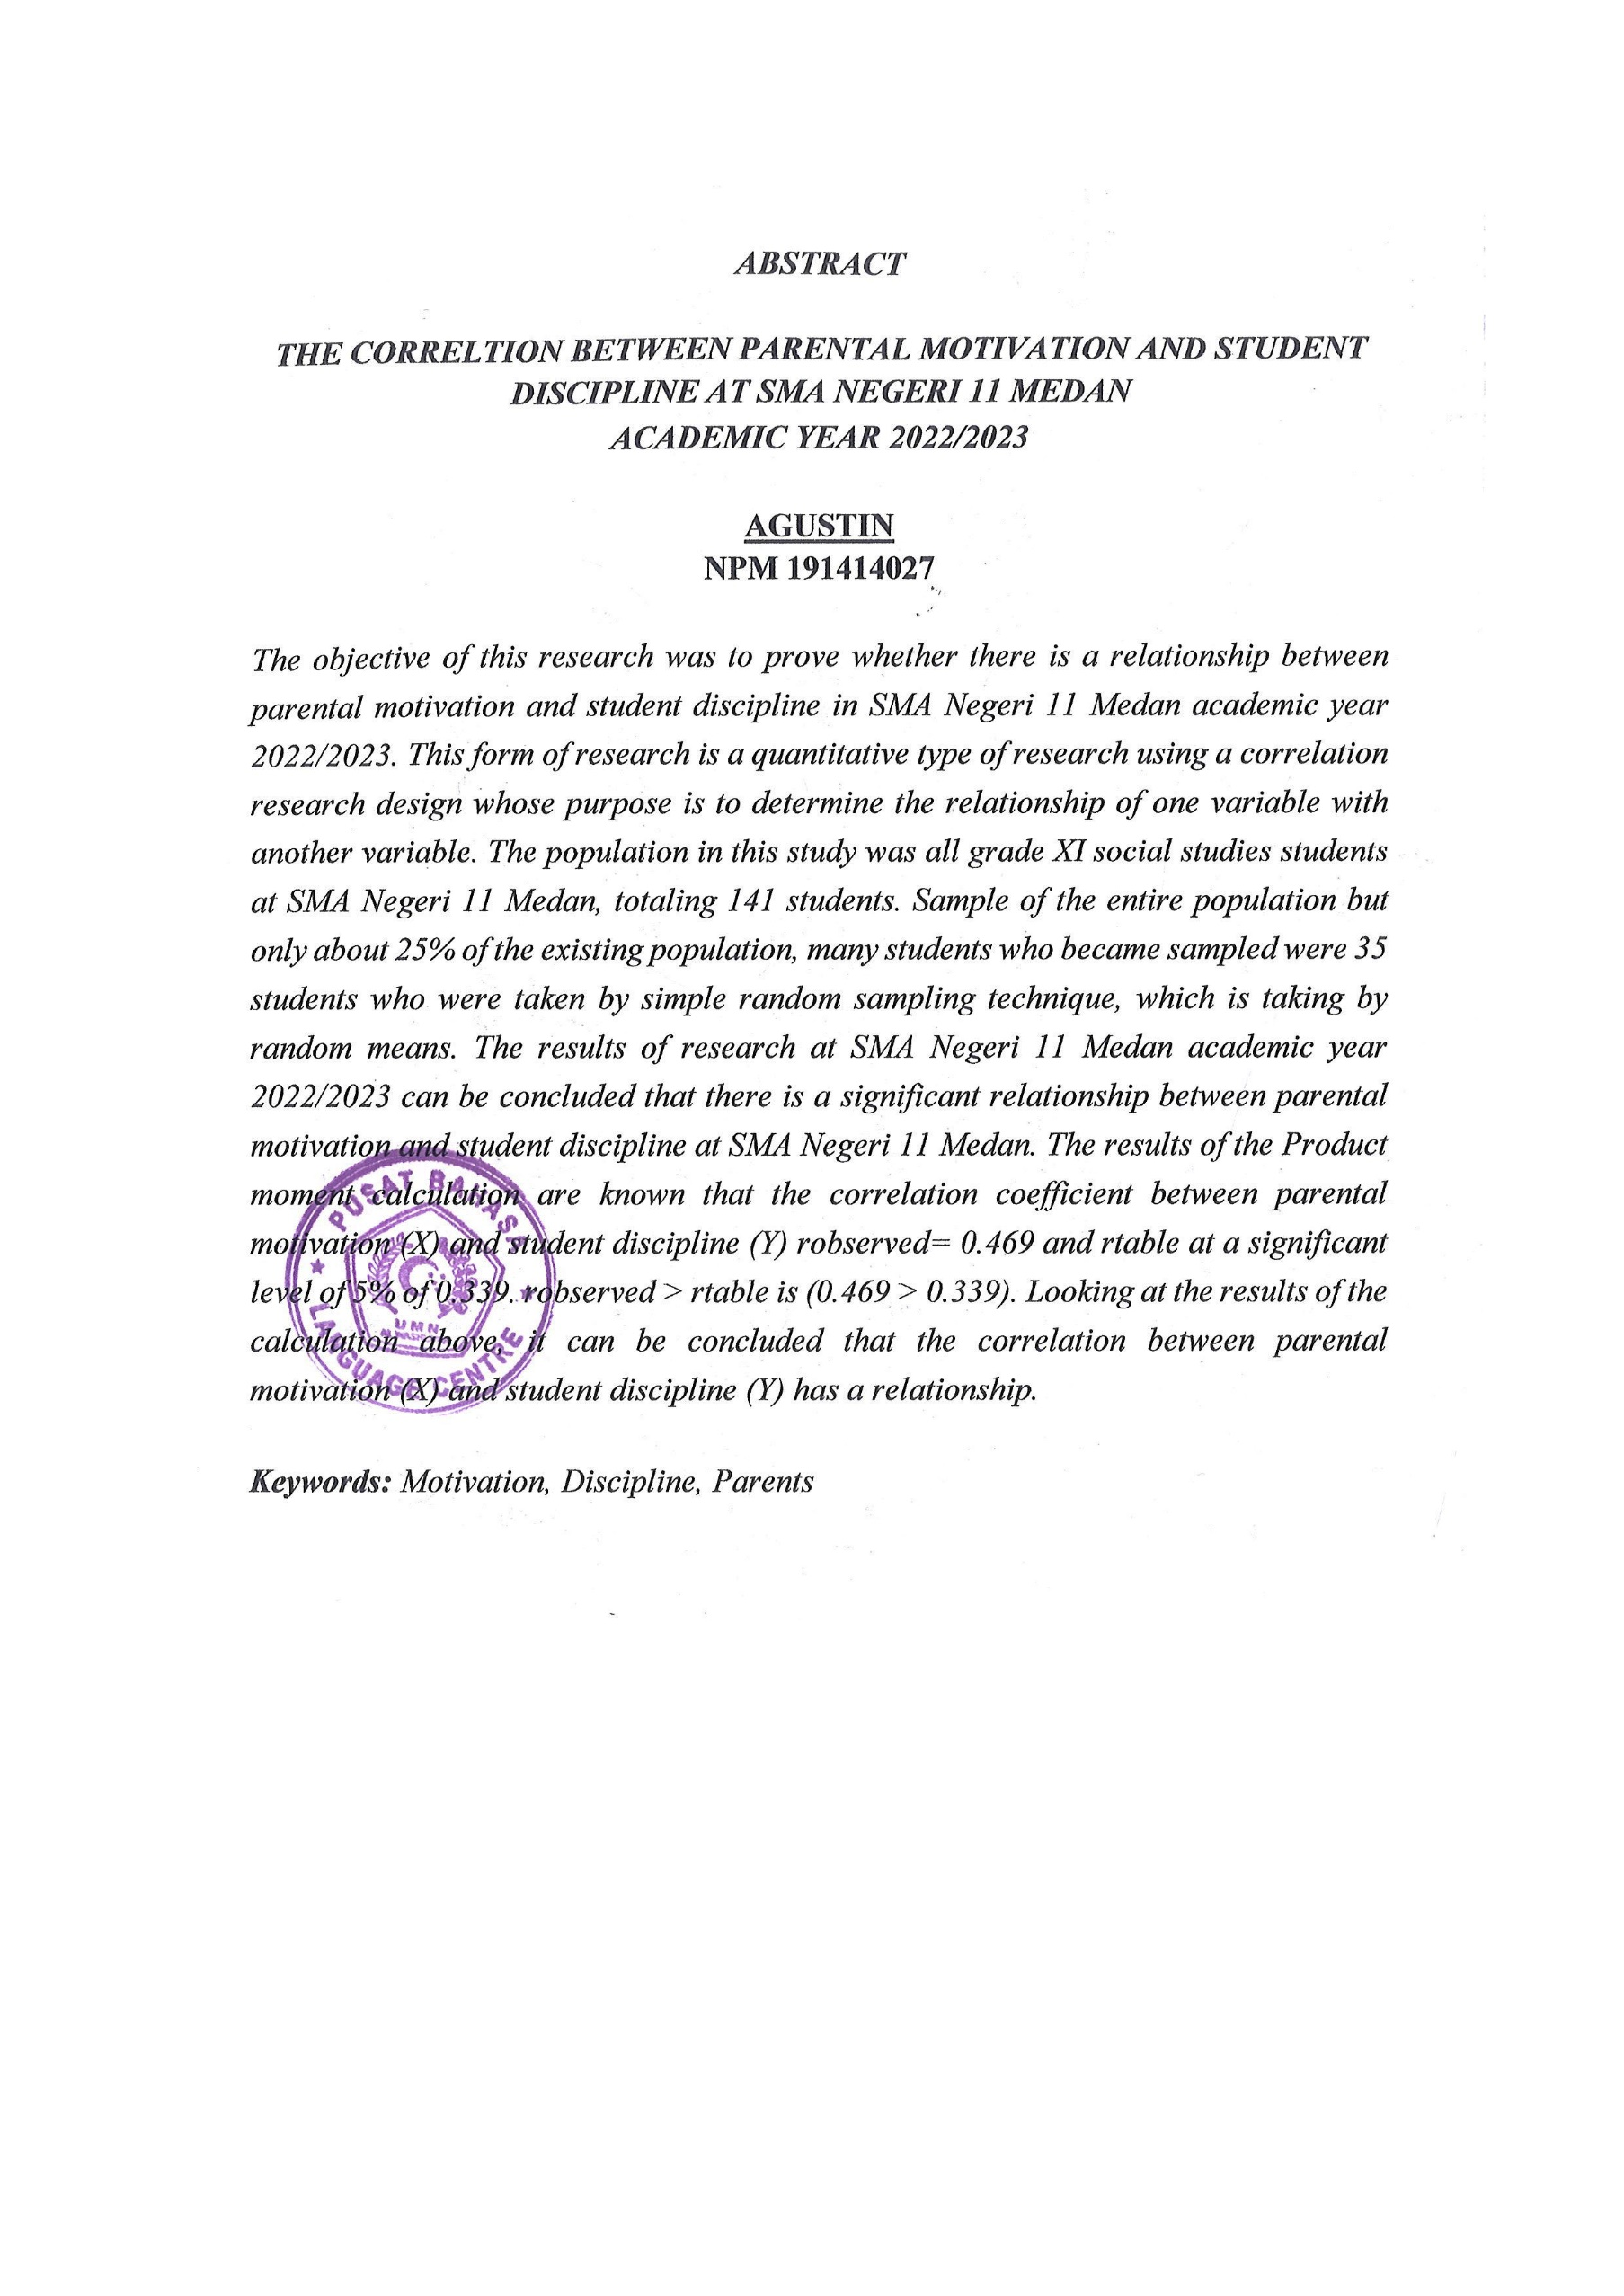 ABSTRACT
THE CORRELTION BETWEEN PARENTAL MOTIVATION AND STUDENT
DISCIPLINE AT SMA NEGERI 11 MEDAN
ACADEMIC YEAR 2022/2023
AGUSTIN
NPM 191414027
The objective of this research was to prove whether there is a relationship between
parental motivation and student discipline in SMA Negeri 11 Medan academic year
2022/2023. This form of research is a quantitative type of research using a correlation
research design whose purpose is to determine the relationship of one variable with
another variable. The population in this study was all grade XI social studies students
at SMA Negeri 11 Medan, totaling 141 students. Sample of the entire population but
only about 25% of the existing population, many students who became sampled were 35
students who were taken by simple random sampling technique, which is taking by
random means. The results of research at SMA Negeri 11 Medan academic year
2022/2023 can be concluded that there is a significant relationship between parental
motivation and student discipline at SMA Negeri 11 Medan. The results of the Product
moment calculation are known that the correlation coefficient between parental
motivation (X) and student discipline (Y) robserved= 0.469 and rtable at a significant
level of 5% of 0.339. robserved > rtable is (0.469 > 0.339). Looking at the results of the
calculation above, it can be concluded that the correlation between parental
motivation (X) and student discipline (Y) has a relationship.
Keywords: Motivation, Discipline, Parents
PUSAT BAHASA
UMN
LANGUAGE CENTRE